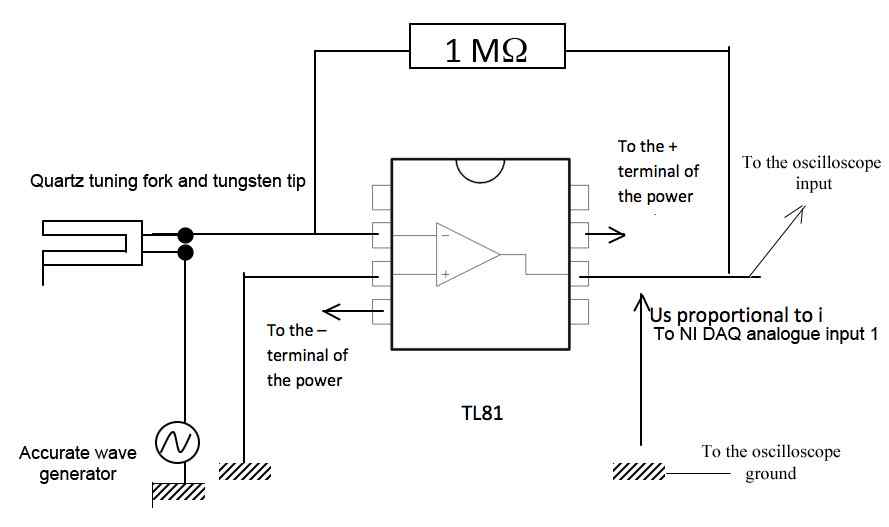 1 MΩ
To the +
terminal of
the power
To the oscilloscope
input
Quartz tuning fork and tungsten tip
−
+
To the –
terminal of
the power
Us proportional to i
To NI DAQ analogue input 1
TL81
Accurate wave
generator
To the oscilloscope
ground